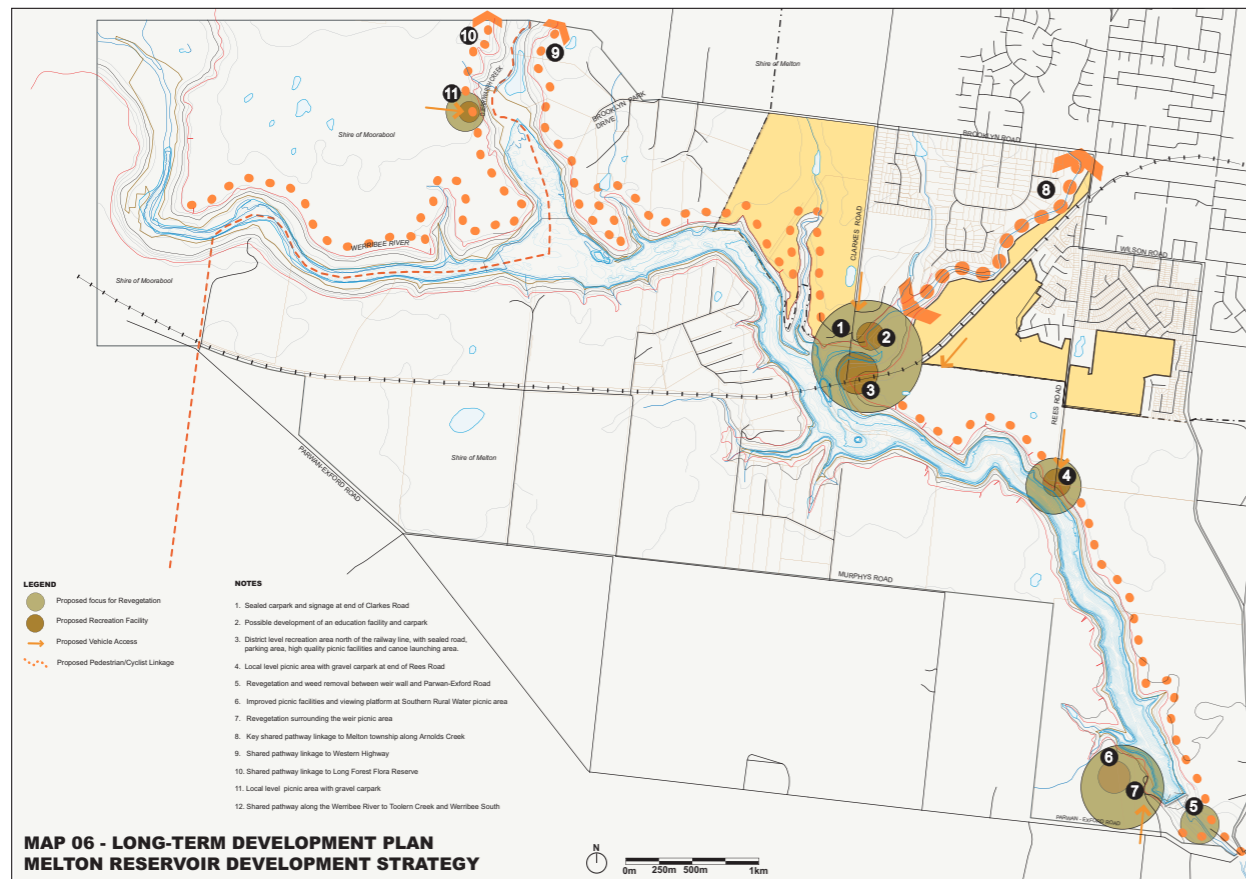 10
9
Shire of Melton
11
DJERRIWARRH CREEK
BROOKLYN PARK
DRIVE
Shire of Moorabool
BROOKLYN ROAD
8
CLARKES ROAD
WERRIBEE RIVER
WILSON ROAD
Shire of Moorabool
1
2
3
REES ROAD
Shire of Melton
PARWAN-EXFORD ROAD
4
MURPHYS ROAD
6
7
5
PARWAN - EXFORD ROAD
LEGEND
Proposed focus for Revegetation
Proposed Recreation Facility
Proposed Vehicle Access
Proposed Pedestrian/Cyclist Linkage
NOTES
1. Sealed carpark and signage at end of Clarkes Road
2. Possible development of an education facility and carpark
3. District level recreation area north of the railway line, with sealed road,
parking area, high quality picnic facilities and canoe launching area.
4. Local level picnic area with gravel carpark at end of Rees Road
5. Revegetation and weed removal between weir wall and Parwan-Exford Road
6. Improved picnic facilities and viewing platform at Southern Rural Water picnic area
7. Revegetation surrounding the weir picnic area
8. Key shared pathway linkage to Melton township along Arnolds Creek
9. Shared pathway linkage to Western Highway
10. Shared pathway linkage to Long Forest Flora Reserve
11. Local level picnic area with gravel carpark
12. Shared pathway along the Werribee River to Toolern Creek and Werribee South
MAP 06 - LONG-TERM DEVELOPMENT PLAN
MELTON RESERVOIR DEVELOPMENT STRATEGY
N
0m 250m 500m 1km